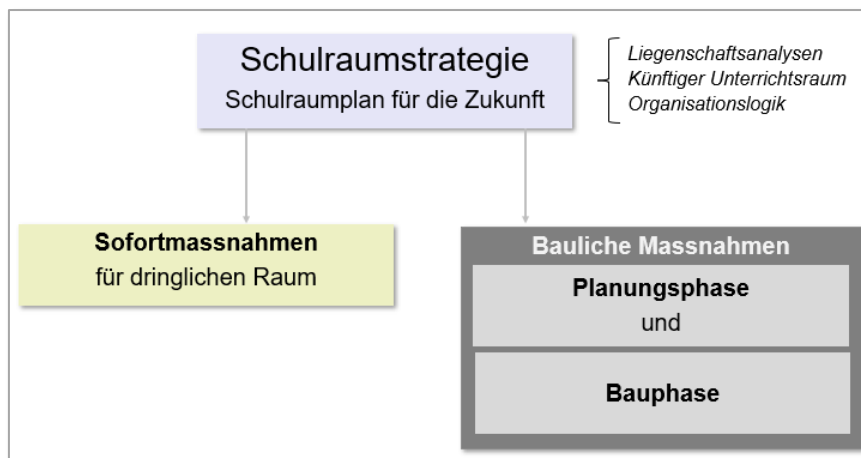 Schulraumstrategie
Schulraumplan für die Zukunft
Liegenschaftsanalysen
Künftiger Unterrichtsraum
Organisationslogik
Sofortmassnahmen
für dringlichen Raum
Bauliche Massnahmen
Planungsphase
und
Bauphase